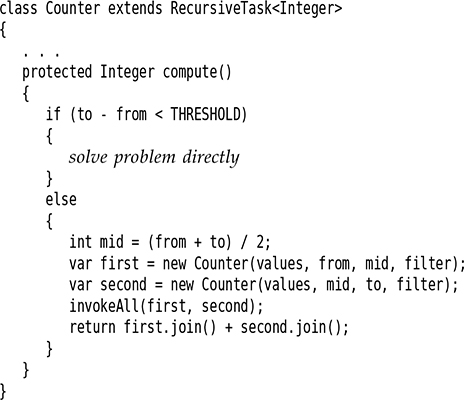 class Counter extends RecursiveTask<Integer>
{
   . . .
   protected Integer compute()
   {
      if (to - from < THRESHOLD)
      {
         solve problem directly
      }
      else
      {
         int mid = (from + to) / 2;
         var first = new Counter(values, from, mid, filter);
         var second = new Counter(values, mid, to, filter);
         invokeAll(first, second);
         return first.join() + second.join();
      }
   }
}